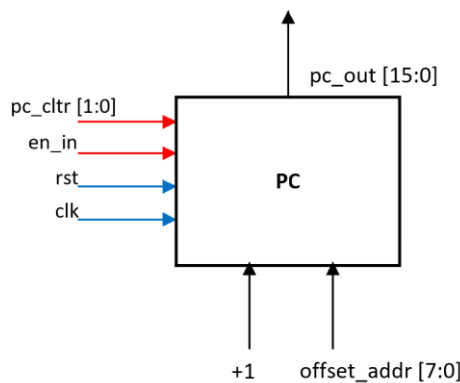 pc_out [15:0]
pc_cltr [1:0]
en_in
rst
clk
PC
+1
offset_addr [7:0]